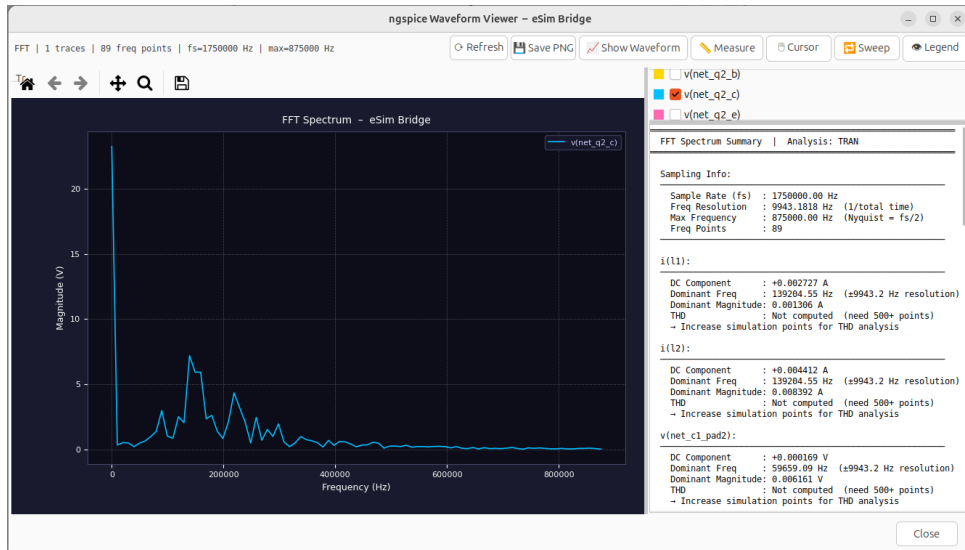 ngspice Waveform Viewer – eSim Bridge
FFT | 1 traces | 89 freq points | fs=1750000 Hz | max=875000 Hz
Refresh
Save PNG
Show Waveform
Measure
Cursor
Sweep
Legend
v(net_q2_b)
v(net_q2_c)
v(net_q2_e)
FFT Spectrum – eSim Bridge
v(net_q2_c)
20
15
10
5
0
Magnitude (V)
0
200000
400000
600000
800000
Frequency (Hz)
FFT Spectrum Summary | Analysis: TRAN
Sampling Info:
Sample Rate (fs) : 1750000.00 Hz
Freq Resolution : 9943.1818 Hz (1/total time)
Max Frequency : 875000.00 Hz (Nyquist = fs/2)
Freq Points : 89
i(l1):
DC Component : +0.002727 A
Dominant Freq : 139204.55 Hz (±9943.2 Hz resolution)
Dominant Magnitude: 0.001306 A
THD : Not computed (need 500+ points)
→ Increase simulation points for THD analysis
i(l2):
DC Component : +0.004412 A
Dominant Freq : 139204.55 Hz (±9943.2 Hz resolution)
Dominant Magnitude: 0.008392 A
THD : Not computed (need 500+ points)
→ Increase simulation points for THD analysis
v(net_c1_pad2):
DC Component : +0.000169 V
Dominant Freq : 59659.09 Hz (±9943.2 Hz resolution)
Dominant Magnitude: 0.006161 V
THD : Not computed (need 500+ points)
→ Increase simulation points for THD analysis
Close